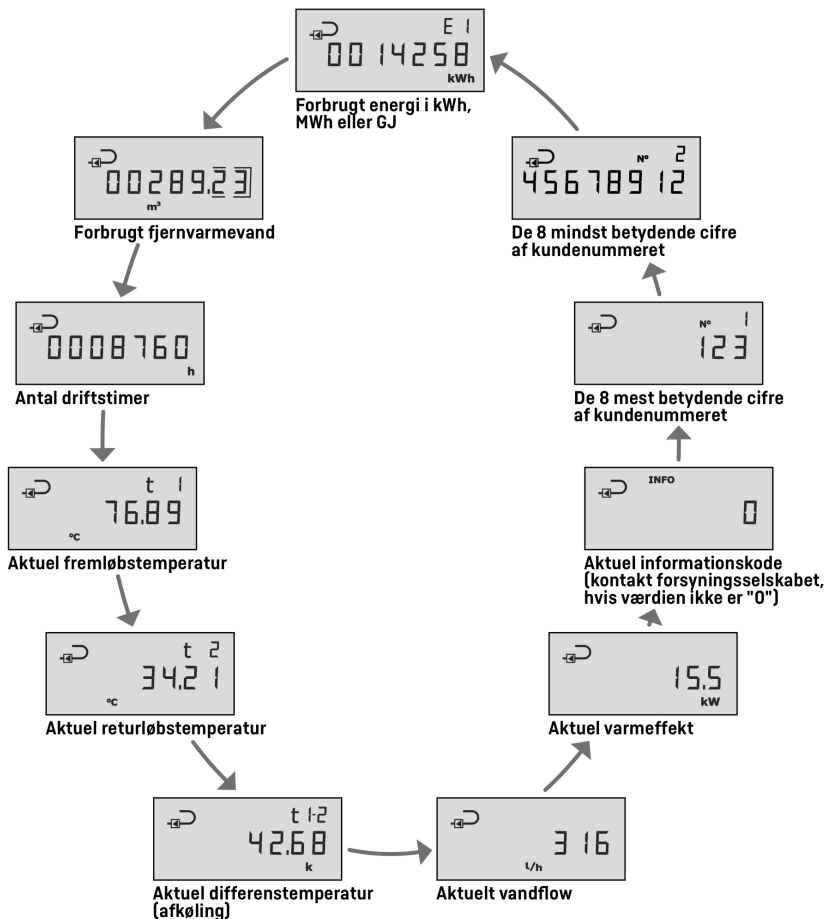 E 1
0014258
kWh
Forbrugt energi i kWh,
MWh eller GJ
00289.23
m³
Forbrugt fjernvarmevand
0008760
h
Antal driftstimer
t 1
76.89
°C
Aktuel fremløbstemperatur
t 2
34.21
°C
Aktuel returløbstemperatur
t 1-2
42.68
k
Aktuel differenstemperatur
(afkøling)
316
l/h
Aktuelt vandflow
15.5
kW
Aktuel varmeffekt
INFO
0
Aktuel informationskode
(kontakt forsyningsselskabet,
hvis værdien ikke er "0")
Nº 1
123
De 8 mest betydende cifre
af kundenummeret
Nº 2
45678912
De 8 mindst betydende cifre
af kundenummeret